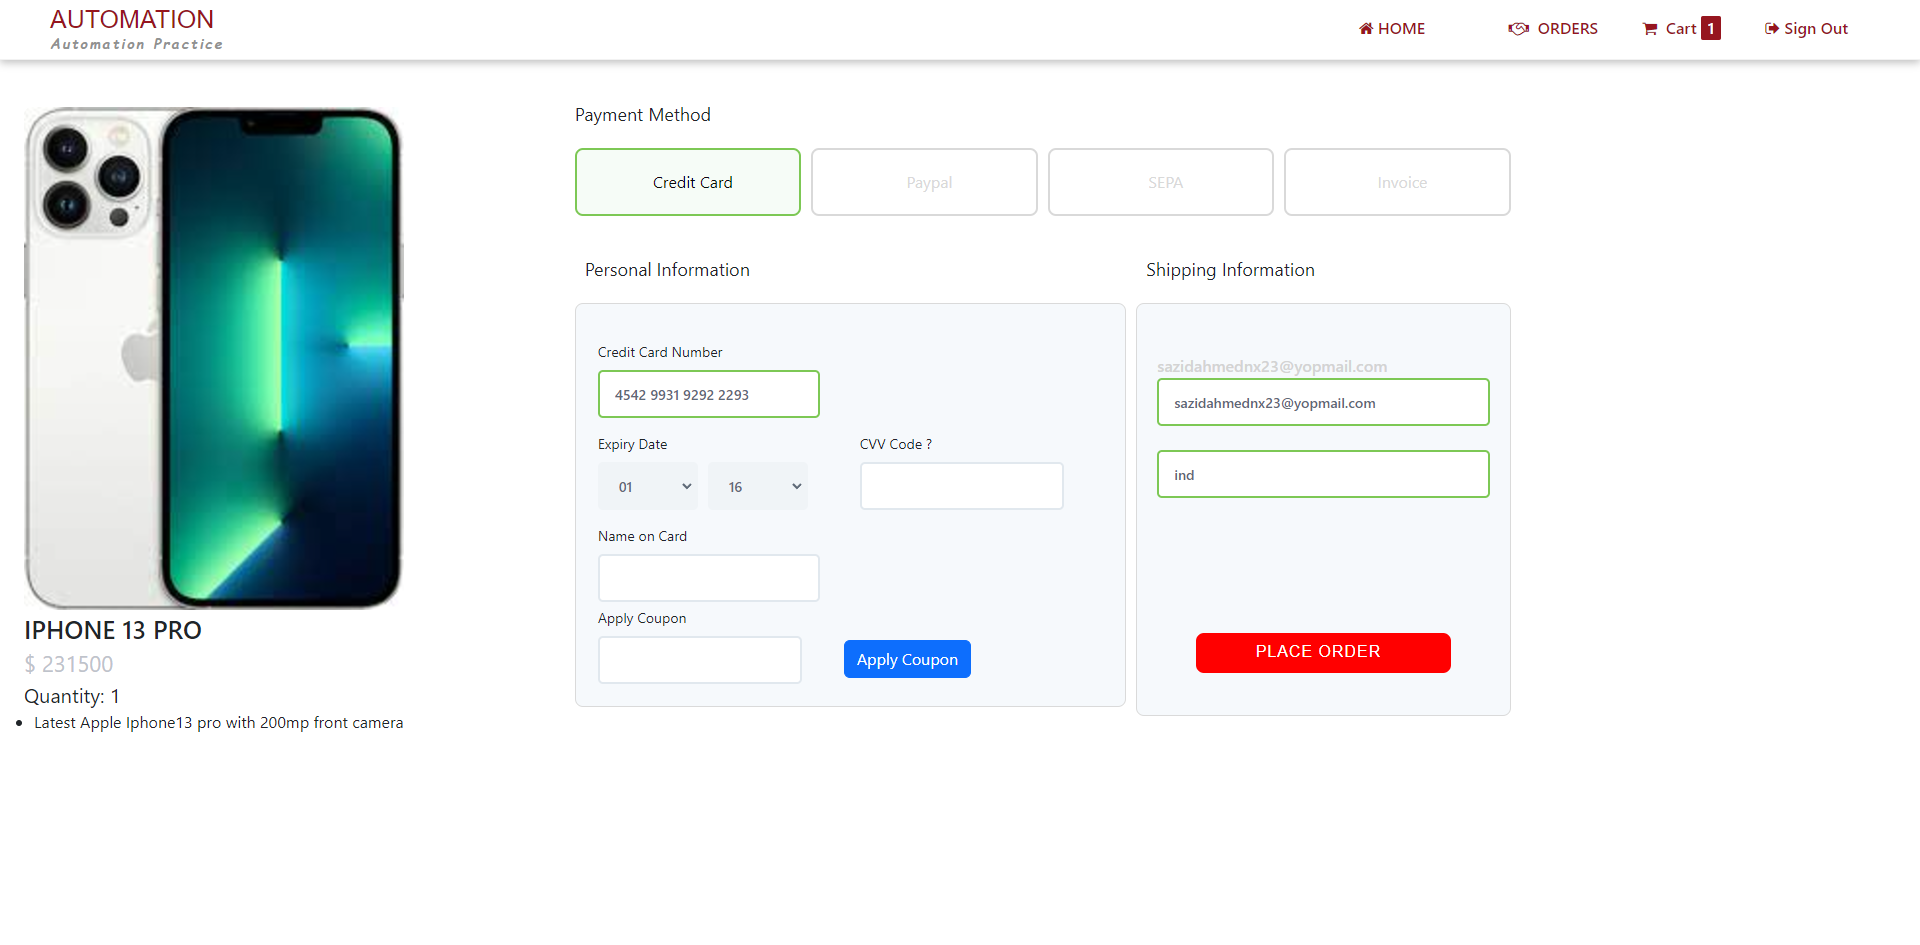 AUTOMATION
Automation Practice
HOME
ORDERS
Cart 1
Sign Out
IPHONE 13 PRO
$ 231500
Quantity: 1
Latest Apple Iphone13 pro with 200mp front camera
Payment Method
Credit Card
Paypal
SEPA
Invoice
Personal Information
Credit Card Number
4542 9931 9292 2293
Expiry Date
CVV Code ?
01
16
Name on Card
Apply Coupon
Apply Coupon
Shipping Information
sazidahmednx23@yopmail.com
sazidahmednx23@yopmail.com
ind
PLACE ORDER